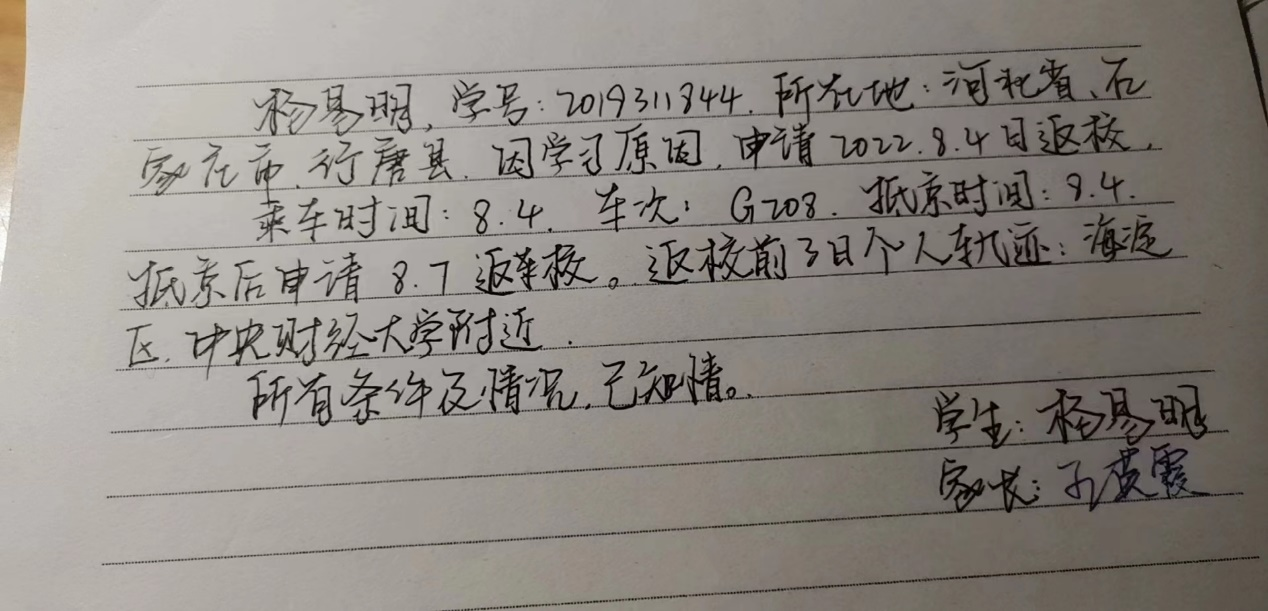 杨易明,学号:2019311844.所在地:河北省、石
家庄市、行唐县.因学习原因,申请2022.8.4日返校,
乘车时间:8.4.车次:G208.抵京时间:8.4.
抵京后申请8.7返校。返校前3日个人轨迹:海淀
区.中央财经大学附近.
所有条件及情况,已知情。
学生:杨易明
家长:孔霞